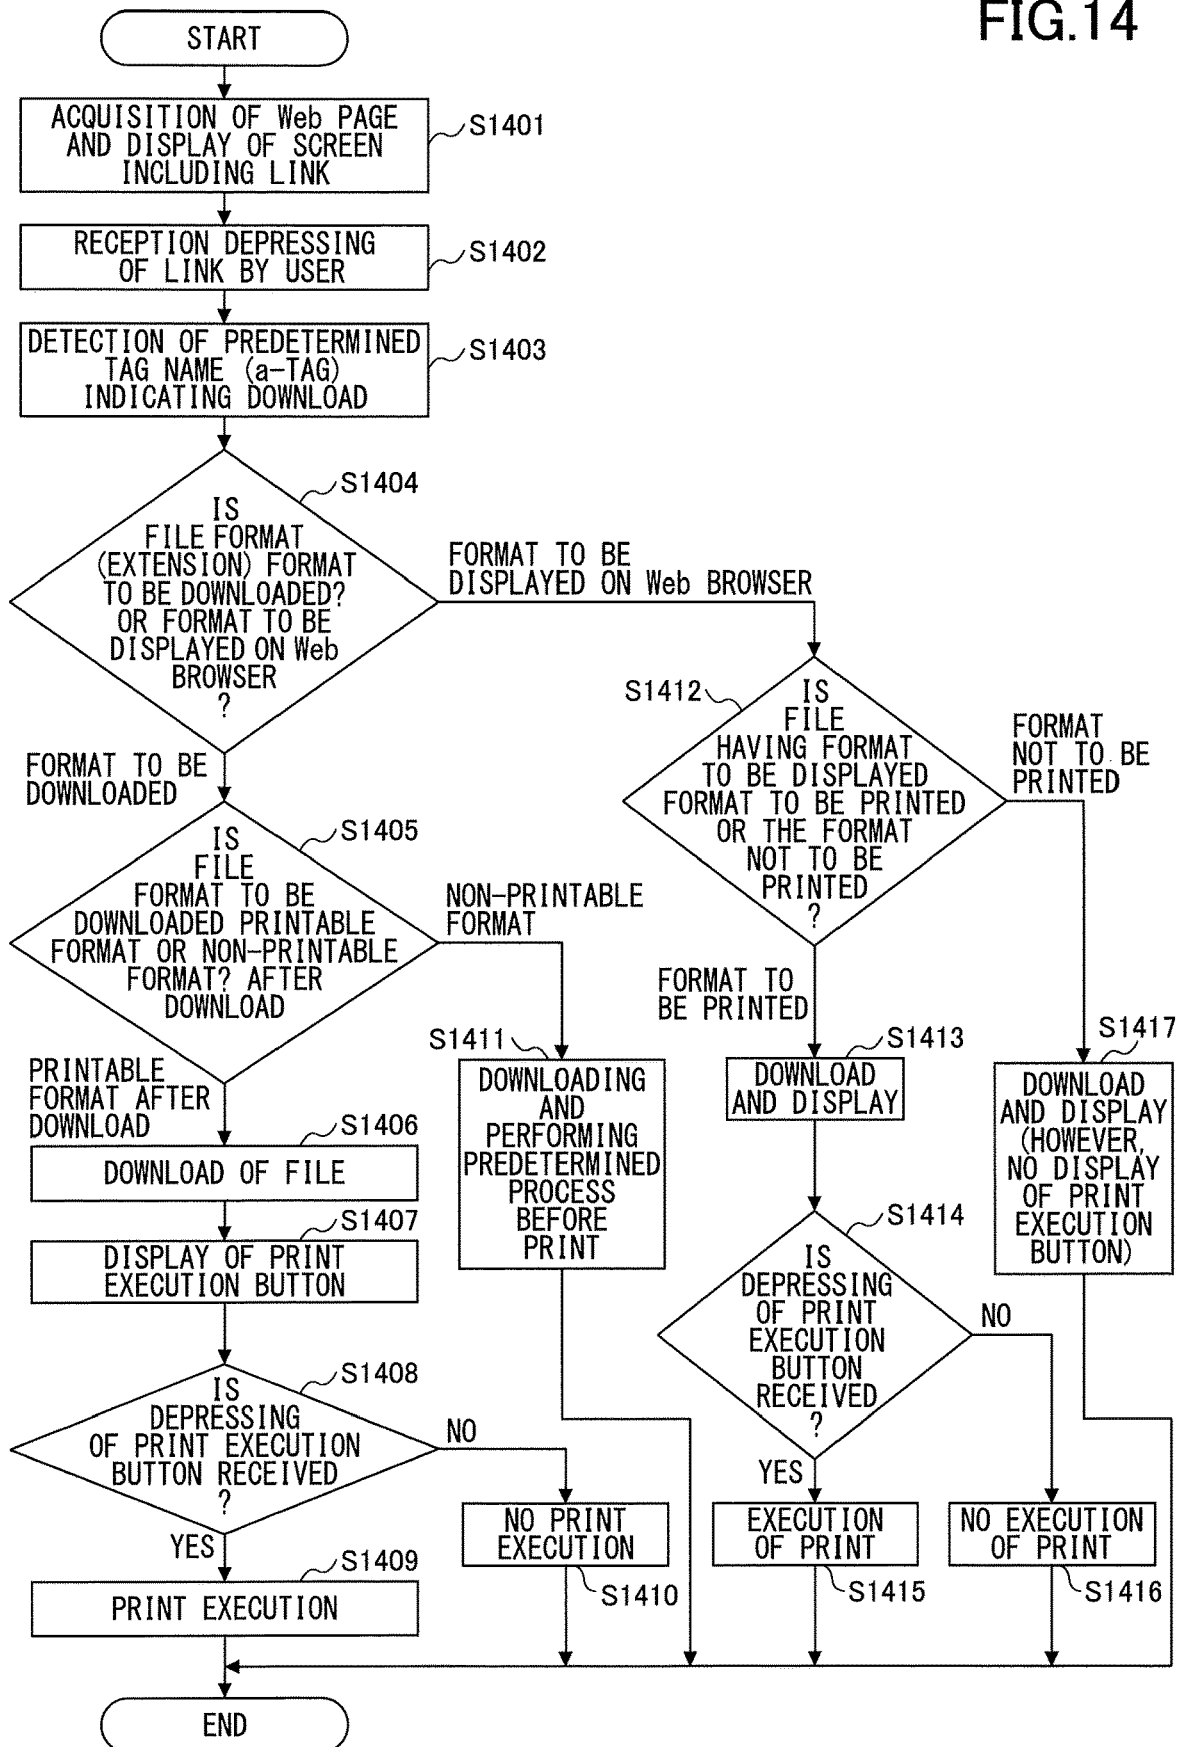 FIG.14
START
ACQUISITION OF Web PAGE
AND DISPLAY OF SCREEN
INCLUDING LINK
S1401
RECEPTION DEPRESSING
OF LINK BY USER
S1402
DETECTION OF PREDETERMINED
TAG NAME (a-TAG)
INDICATING DOWNLOAD
S1403
S1404
IS
FILE FORMAT
(EXTENSION) FORMAT
TO BE DOWNLOADED?
OR FORMAT TO BE
DISPLAYED ON Web
BROWSER
?
FORMAT TO BE
DISPLAYED ON Web BROWSER
FORMAT TO BE
DOWNLOADED
S1405
IS
FILE
FORMAT TO BE
DOWNLOADED PRINTABLE
FORMAT OR NON-PRINTABLE
FORMAT? AFTER
DOWNLOAD
NON-PRINTABLE
FORMAT
PRINTABLE
FORMAT AFTER
DOWNLOAD
S1406
DOWNLOAD OF FILE
S1407
DISPLAY OF PRINT
EXECUTION BUTTON
S1408
IS
DEPRESSING
OF PRINT EXECUTION
BUTTON RECEIVED
?
NO
YES
S1409
PRINT EXECUTION
NO PRINT
EXECUTION
S1410
S1411
DOWNLOADING
AND
PERFORMING
PREDETERMINED
PROCESS
BEFORE
PRINT
S1412
IS
FILE
HAVING FORMAT
TO BE DISPLAYED
FORMAT TO BE PRINTED
OR THE FORMAT
NOT TO BE
PRINTED
?
FORMAT
NOT TO BE
PRINTED
FORMAT TO
BE PRINTED
S1413
DOWNLOAD
AND DISPLAY
S1414
IS
DEPRESSING
OF PRINT
EXECUTION
BUTTON
RECEIVED
?
NO
YES
EXECUTION
OF PRINT
S1415
NO EXECUTION
OF PRINT
S1416
S1417
DOWNLOAD
AND DISPLAY
(HOWEVER,
NO DISPLAY
OF PRINT
EXECUTION
BUTTON)
END